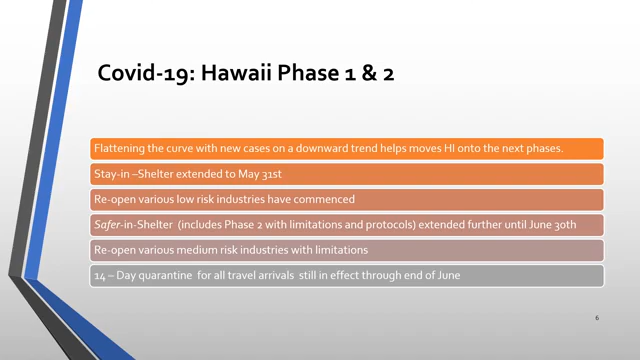 Covid-19: Hawaii Phase 1 & 2
Flattening the curve with new cases on a downward trend helps moves HI onto the next phases.
Stay-in –Shelter extended to May 31st
Re-open various low risk industries have commenced
Safer-in-Shelter (includes Phase 2 with limitations and protocols) extended further until June 30th
Re-open various medium risk industries with limitations
14 – Day quarantine for all travel arrivals still in effect through end of June
6